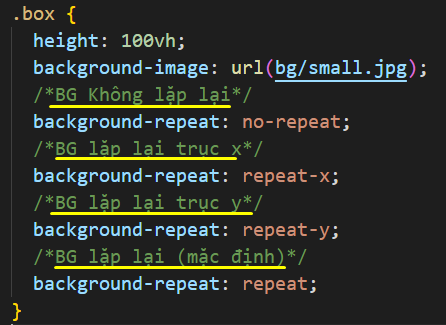 .box {
height: 100vh;
background-image: url(bg/small.jpg);
/*BG Không lặp lại*/
background-repeat: no-repeat;
/*BG lặp lại trục x*/
background-repeat: repeat-x;
/*BG lặp lại trục y*/
background-repeat: repeat-y;
/*BG lặp lại (mặc định)*/
background-repeat: repeat;
}